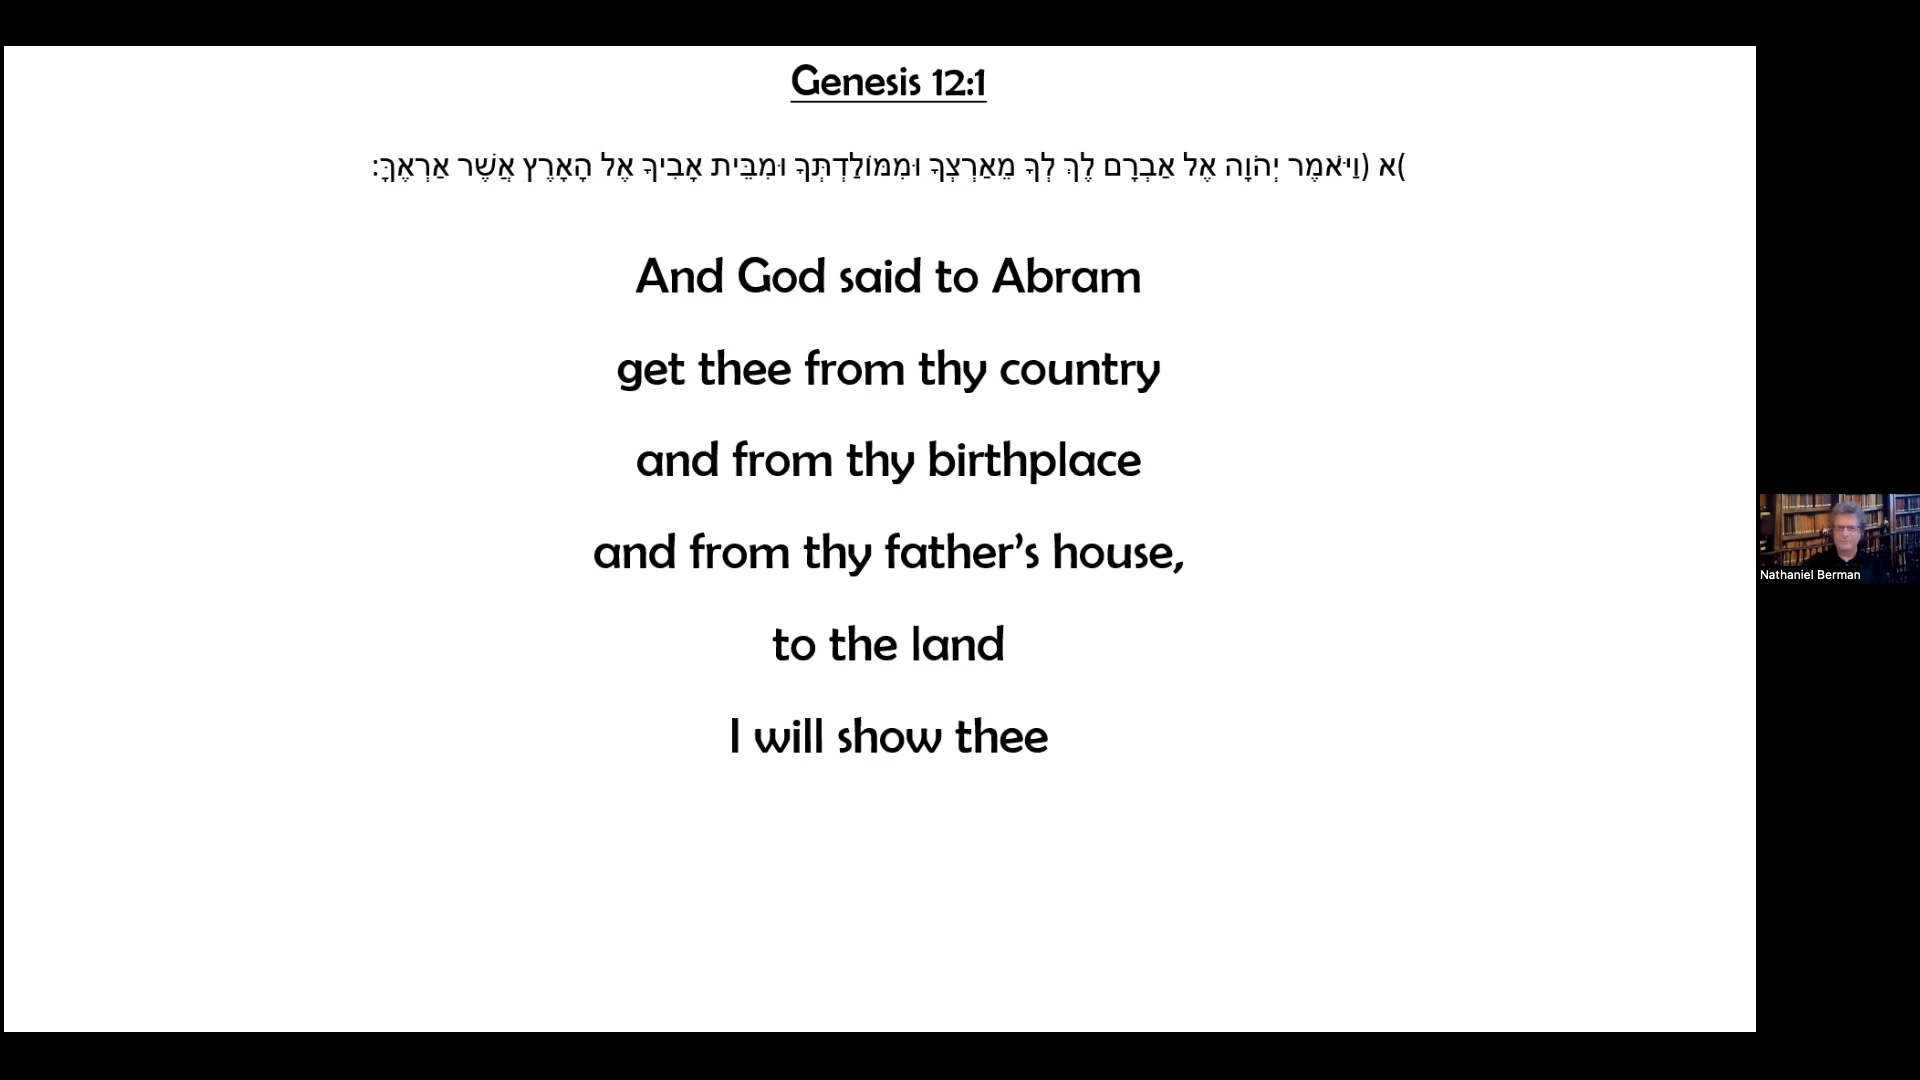 Genesis 12:1
)א (וַיֹּאמֶר יְהֹוָה אֶל אַבְרָם לֶךְ לְךָ מֵאַרְצְךָ וּמִמּוֹלַדְתְּךָ וּמִבֵּית אָבִיךָ אֶל הָאָרֶץ אֲשֶׁר אַרְאֶךָּ:
And God said to Abram
get thee from thy country
and from thy birthplace
and from thy father’s house,
to the land
I will show thee
Nathaniel Berman